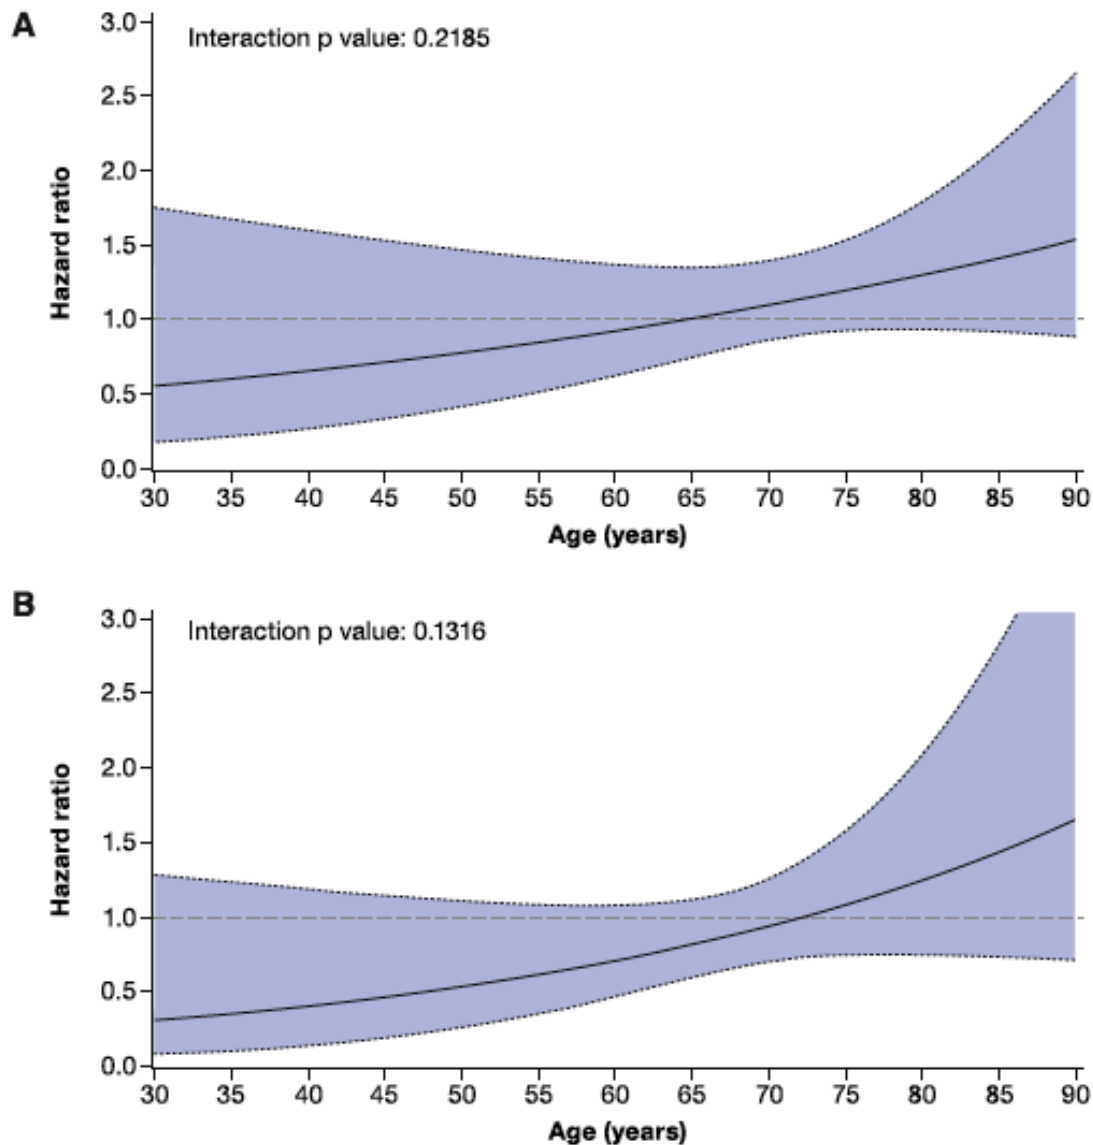 A
Interaction p value: 0.2185
Hazard ratio
3.0
2.5
2.0
1.5
1.0
0.5
0.0
30 35 40 45 50 55 60 65 70 75 80 85 90
Age (years)
B
Interaction p value: 0.1316
Hazard ratio
3.0
2.5
2.0
1.5
1.0
0.5
0.0
30 35 40 45 50 55 60 65 70 75 80 85 90
Age (years)